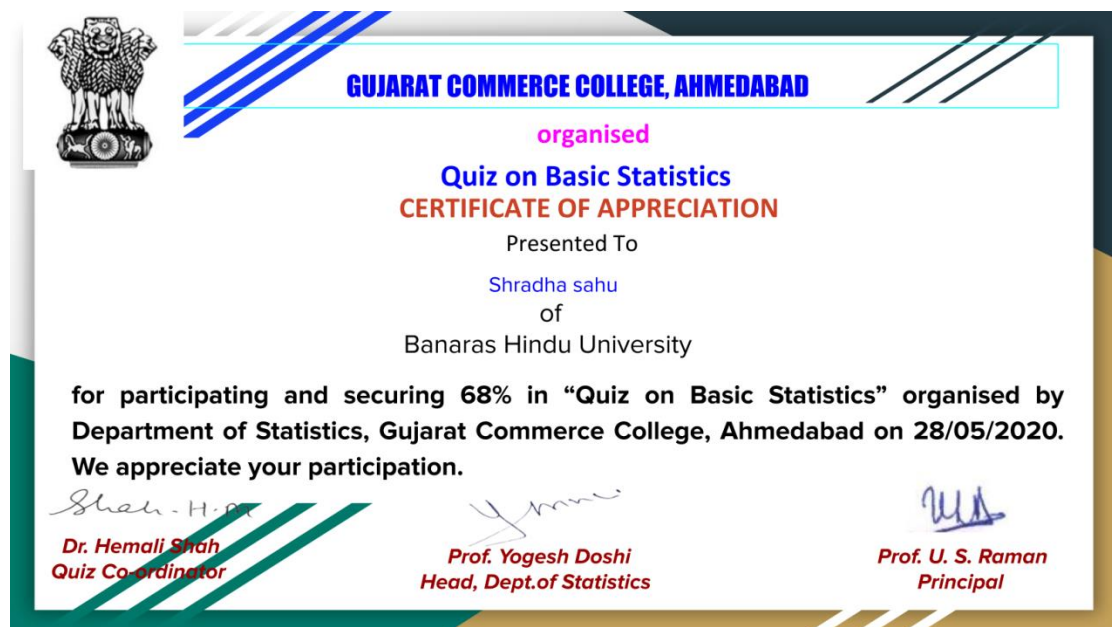 GUJARAT COMMERCE COLLEGE, AHMEDABAD
organised
Quiz on Basic Statistics
CERTIFICATE OF APPRECIATION
Presented To
Shradha sahu
of
Banaras Hindu University
for participating and securing 68% in “Quiz on Basic Statistics” organised by
Department of Statistics, Gujarat Commerce College, Ahmedabad on 28/05/2020.
We appreciate your participation.
Shah.H.M
Dr. Hemali Shah
Quiz Co-ordinator
Prof. Yogesh Doshi
Head, Dept.of Statistics
Prof. U. S. Raman
Principal